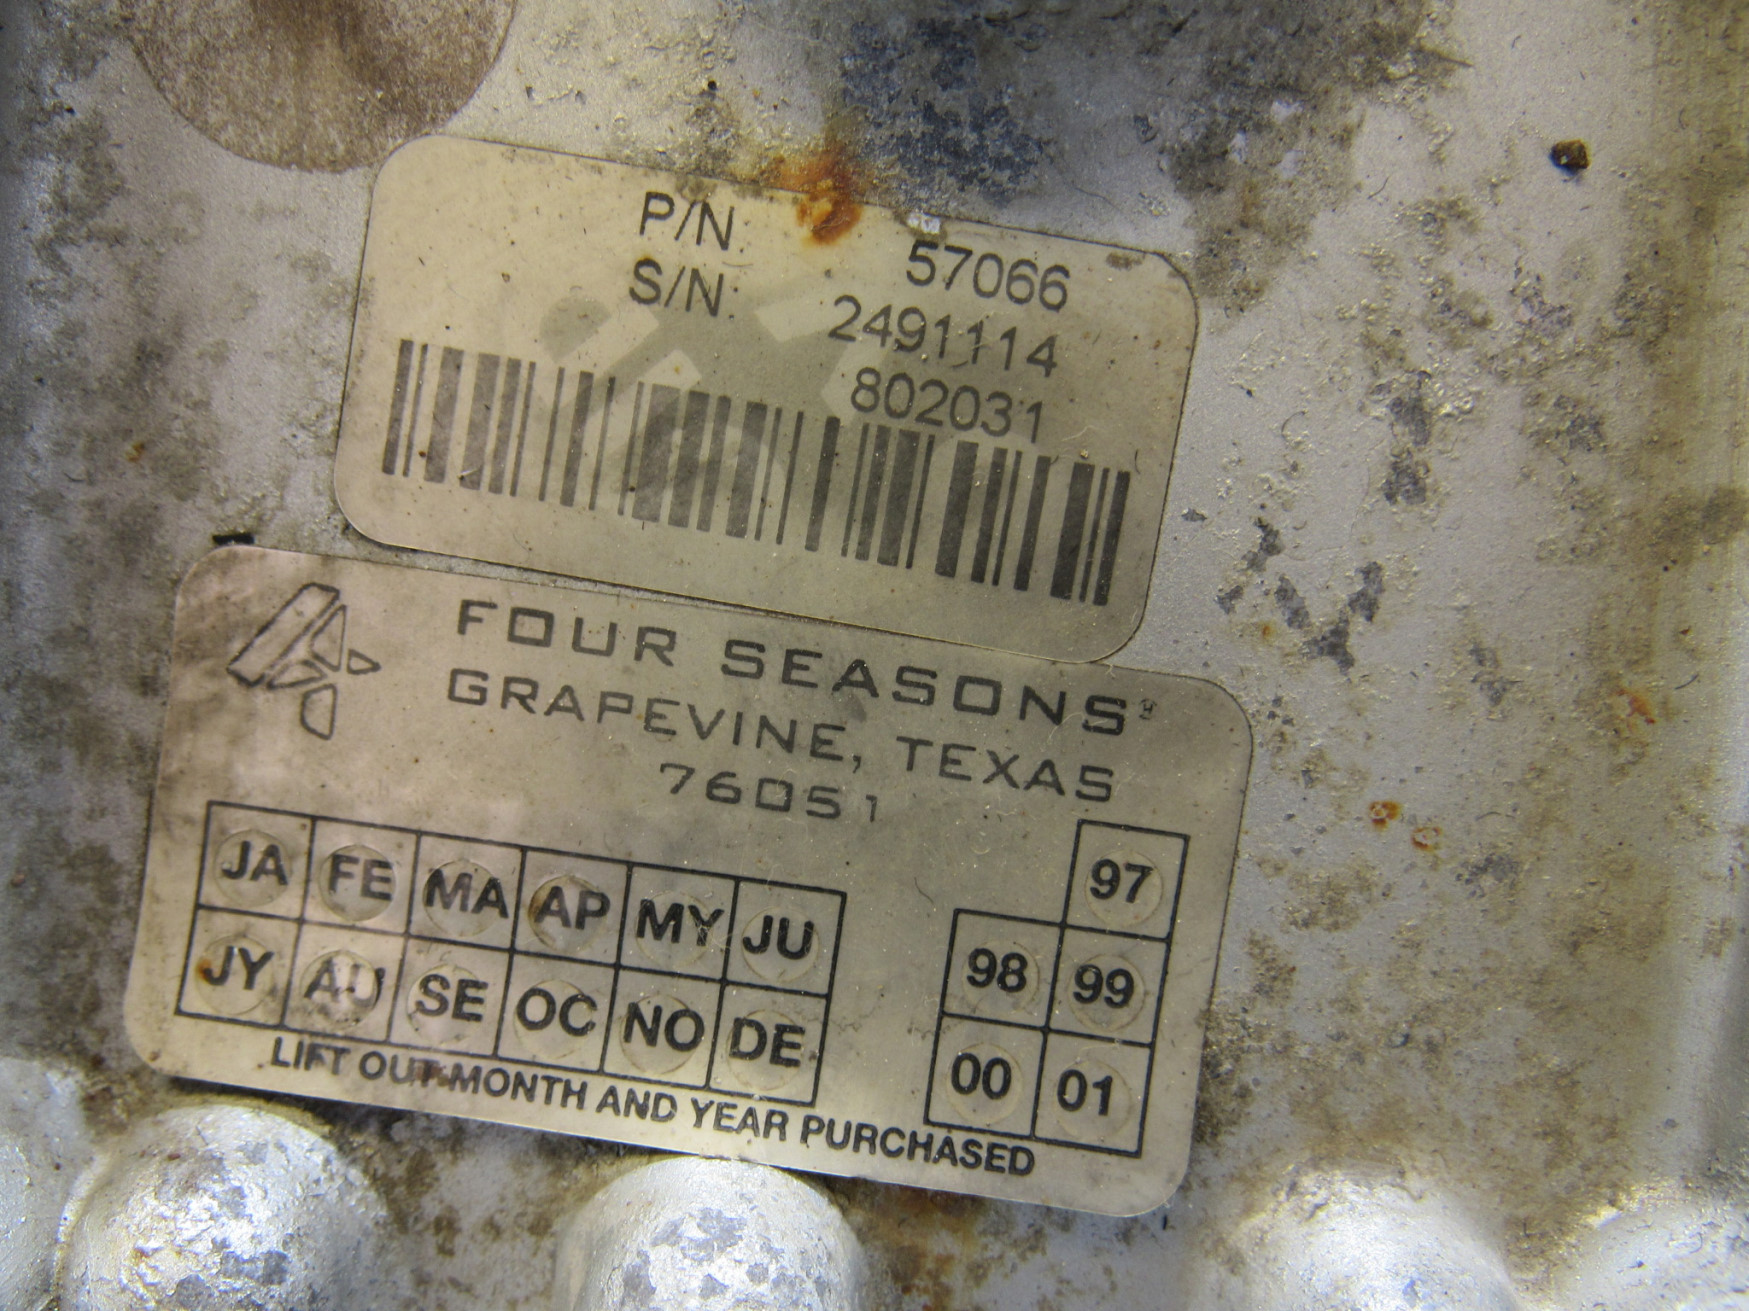 P/N: 57066
S/N: 2491114
802031
FOUR SEASONS
GRAPEVINE, TEXAS
76051
JA FE MA AP MY JU
97
JY AU SE OC NO DE
98 99
00 01
LIFT OUT MONTH AND YEAR PURCHASED